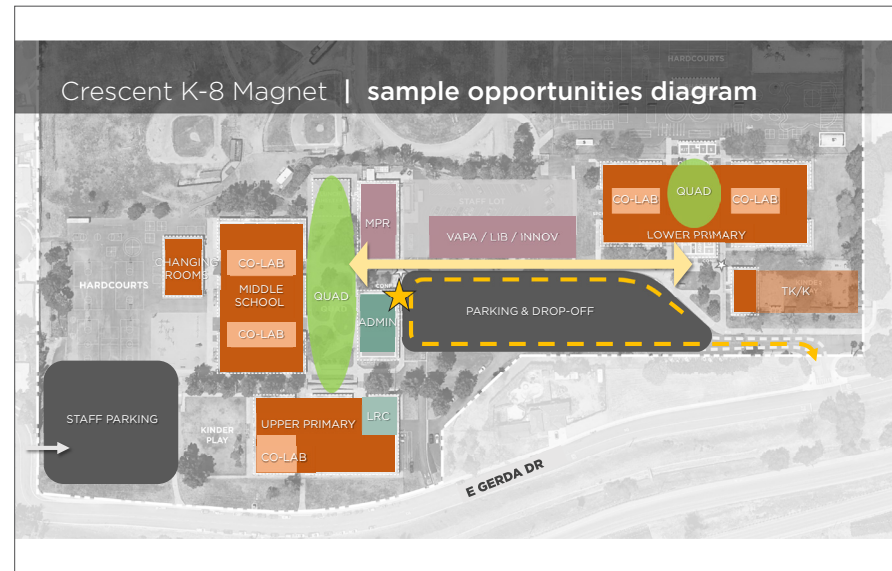 HARDCOURTS
Crescent K-8 Magnet | sample opportunities diagram
CO-LAB
QUAD
CO-LAB
STAFF LOT
MPR
VAPA / LIB / INNOV
LOWER PRIMARY
CHANGING
ROOMS
CO-LAB
HARDCOURTS
MIDDLE
SCHOOL
QUAD
TK/K
PARKING & DROP-OFF
ADMIN
CO-LAB
STAFF PARKING
KINDER
PLAY
UPPER PRIMARY
LRC
CO-LAB
E GERDA DR